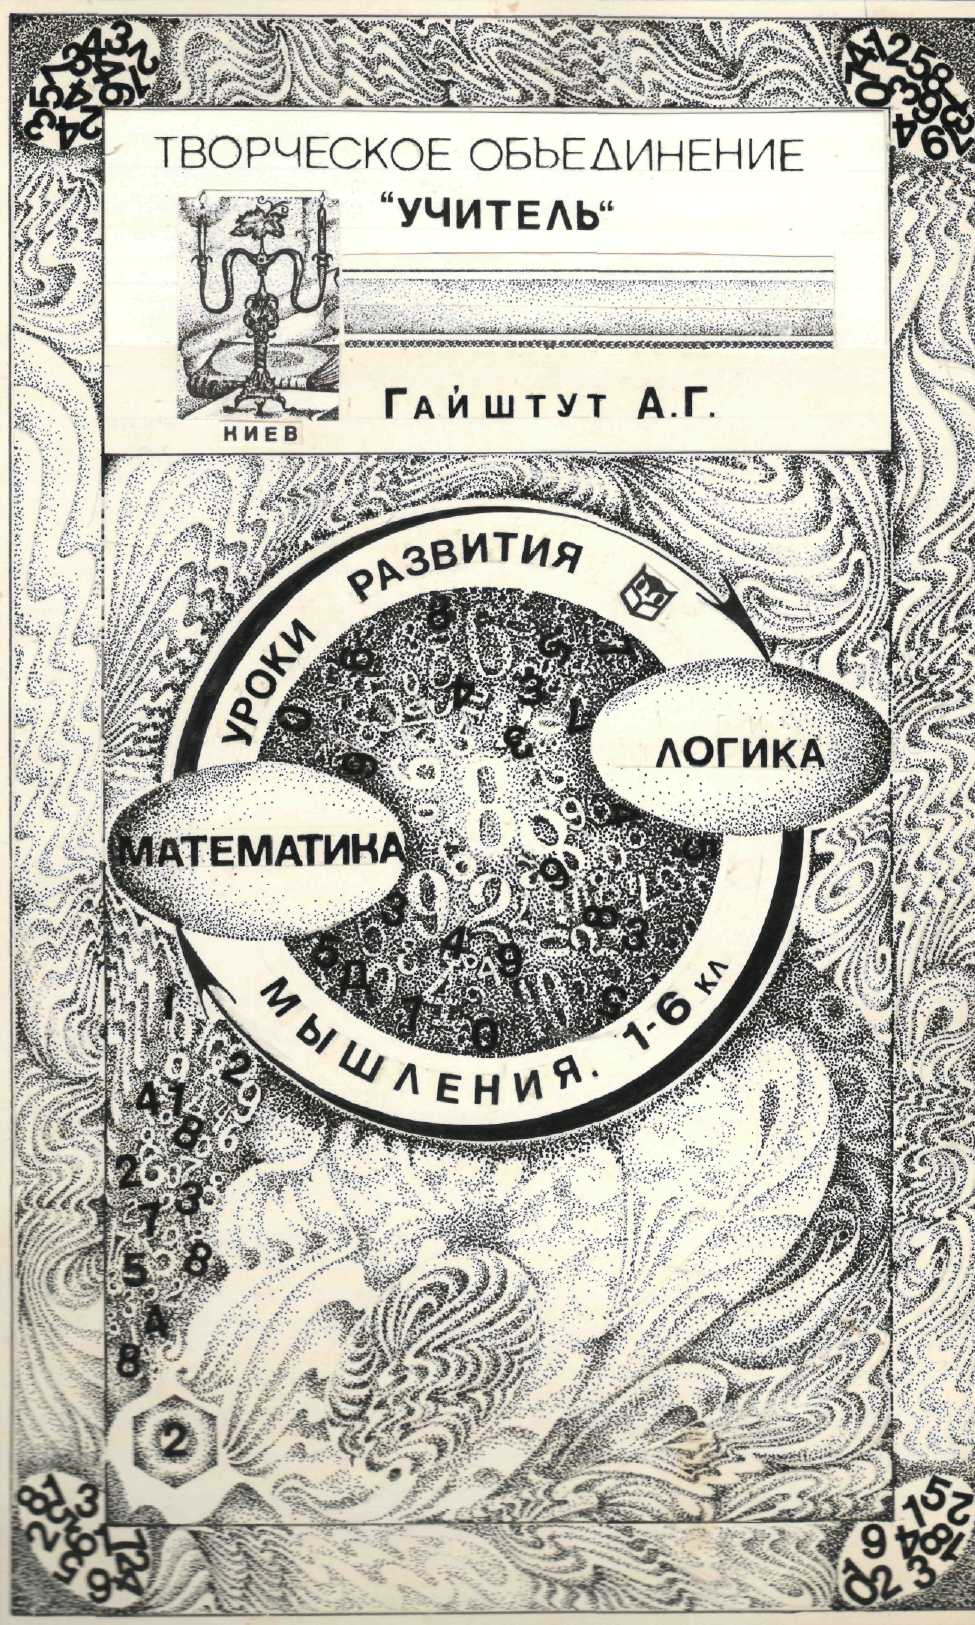 ТВОРЧЕСКОЕ ОБЪЕДИНЕНИЕ
"УЧИТЕЛЬ"
КИЕВ
ГАЙШТУТ А.Г.
УРОКИ РАЗВИТИЯ
ЛОГИКА
МАТЕМАТИКА
МЫШЛЕНИЯ. 1-6 КЛ
2